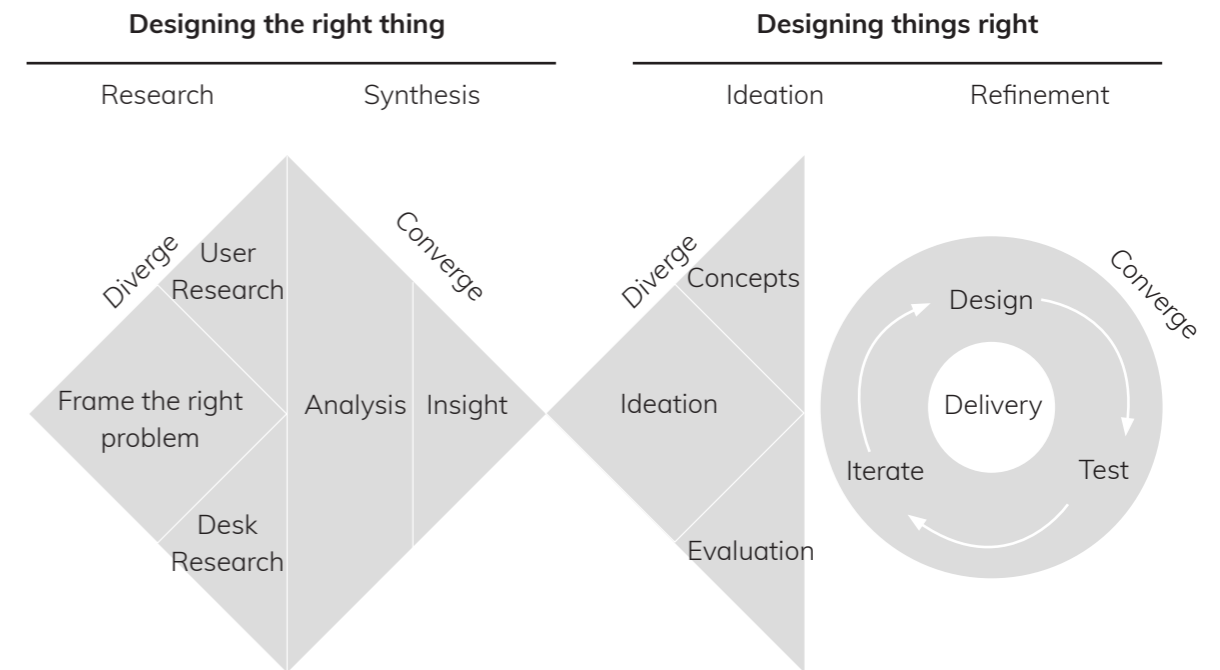 Designing the right thing
Designing things right
Research
Synthesis
Ideation
Refinement
Diverge
User
Research
Converge
Frame the right
problem
Analysis
Insight
Desk
Research
Diverge
Concepts
Ideation
Evaluation
Converge
Design
Delivery
Iterate
Test